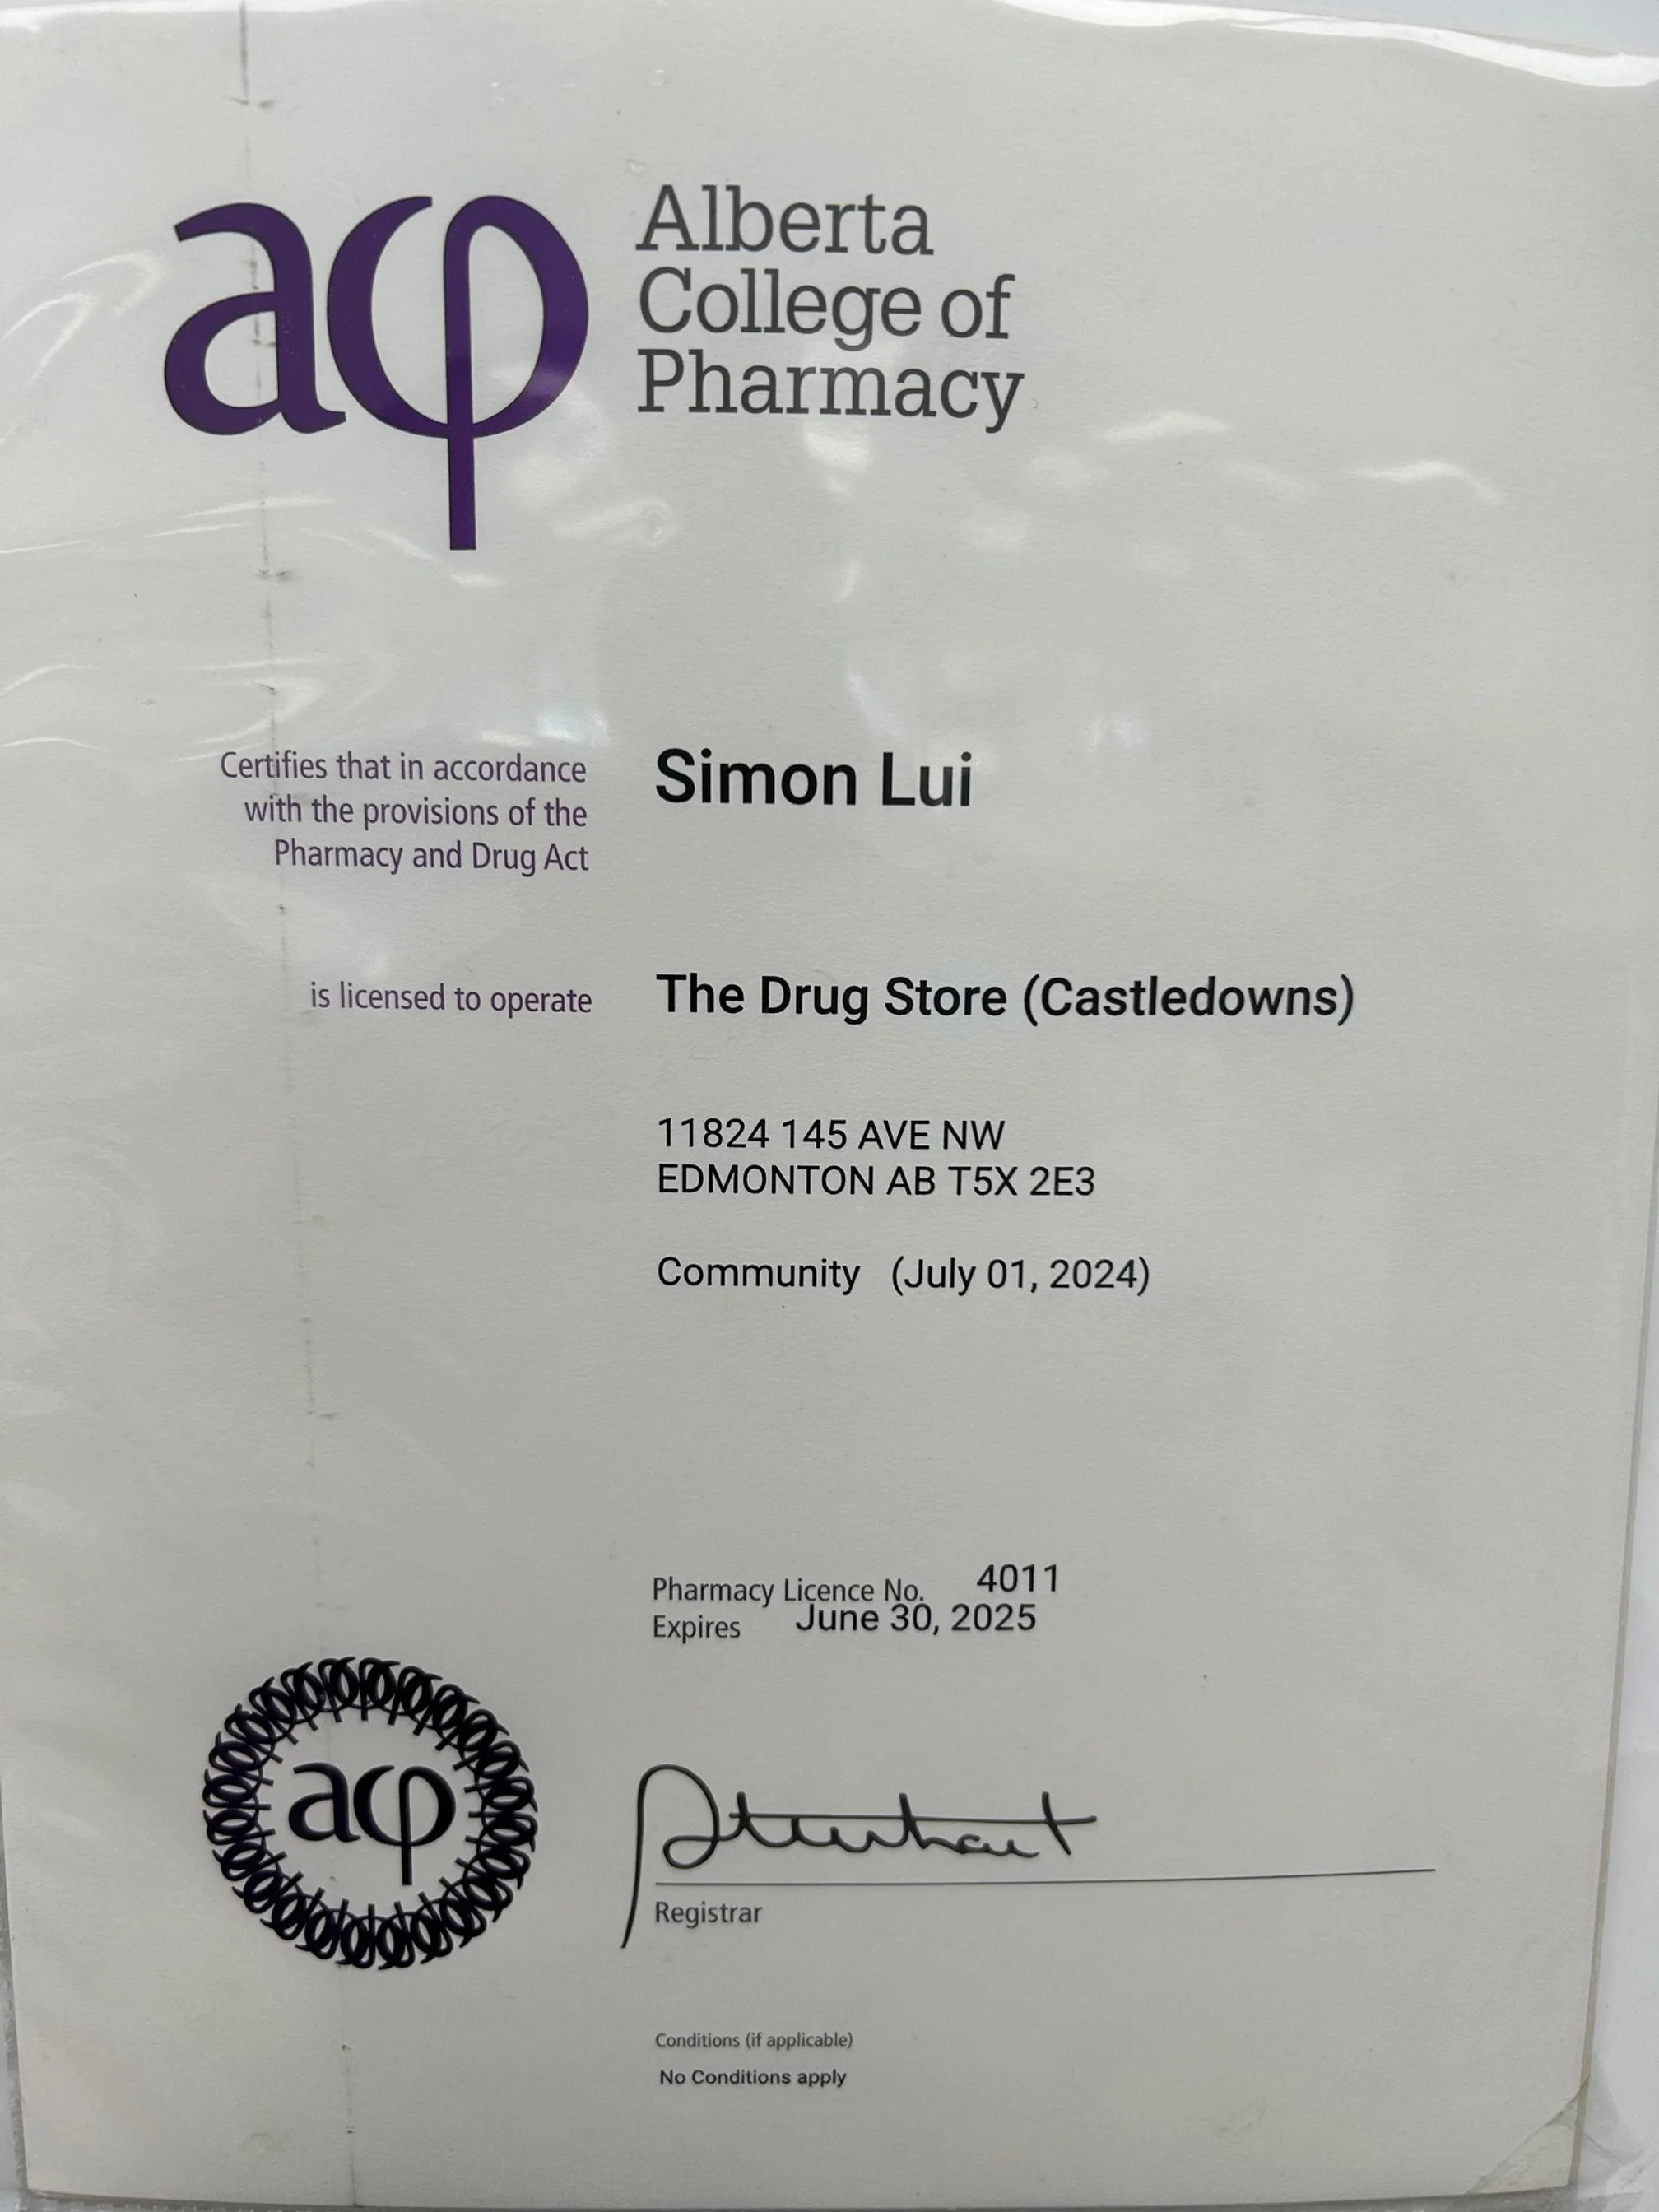 aφ
Alberta
College of
Pharmacy
Certifies that in accordance
with the provisions of the
Pharmacy and Drug Act
Simon Lui
is licensed to operate
The Drug Store (Castledowns)
11824 145 AVE NW
EDMONTON AB T5X 2E3
Community (July 01, 2024)
Pharmacy Licence No. 4011
Expires June 30, 2025
aφ
Registrar
Conditions (if applicable)
No Conditions apply